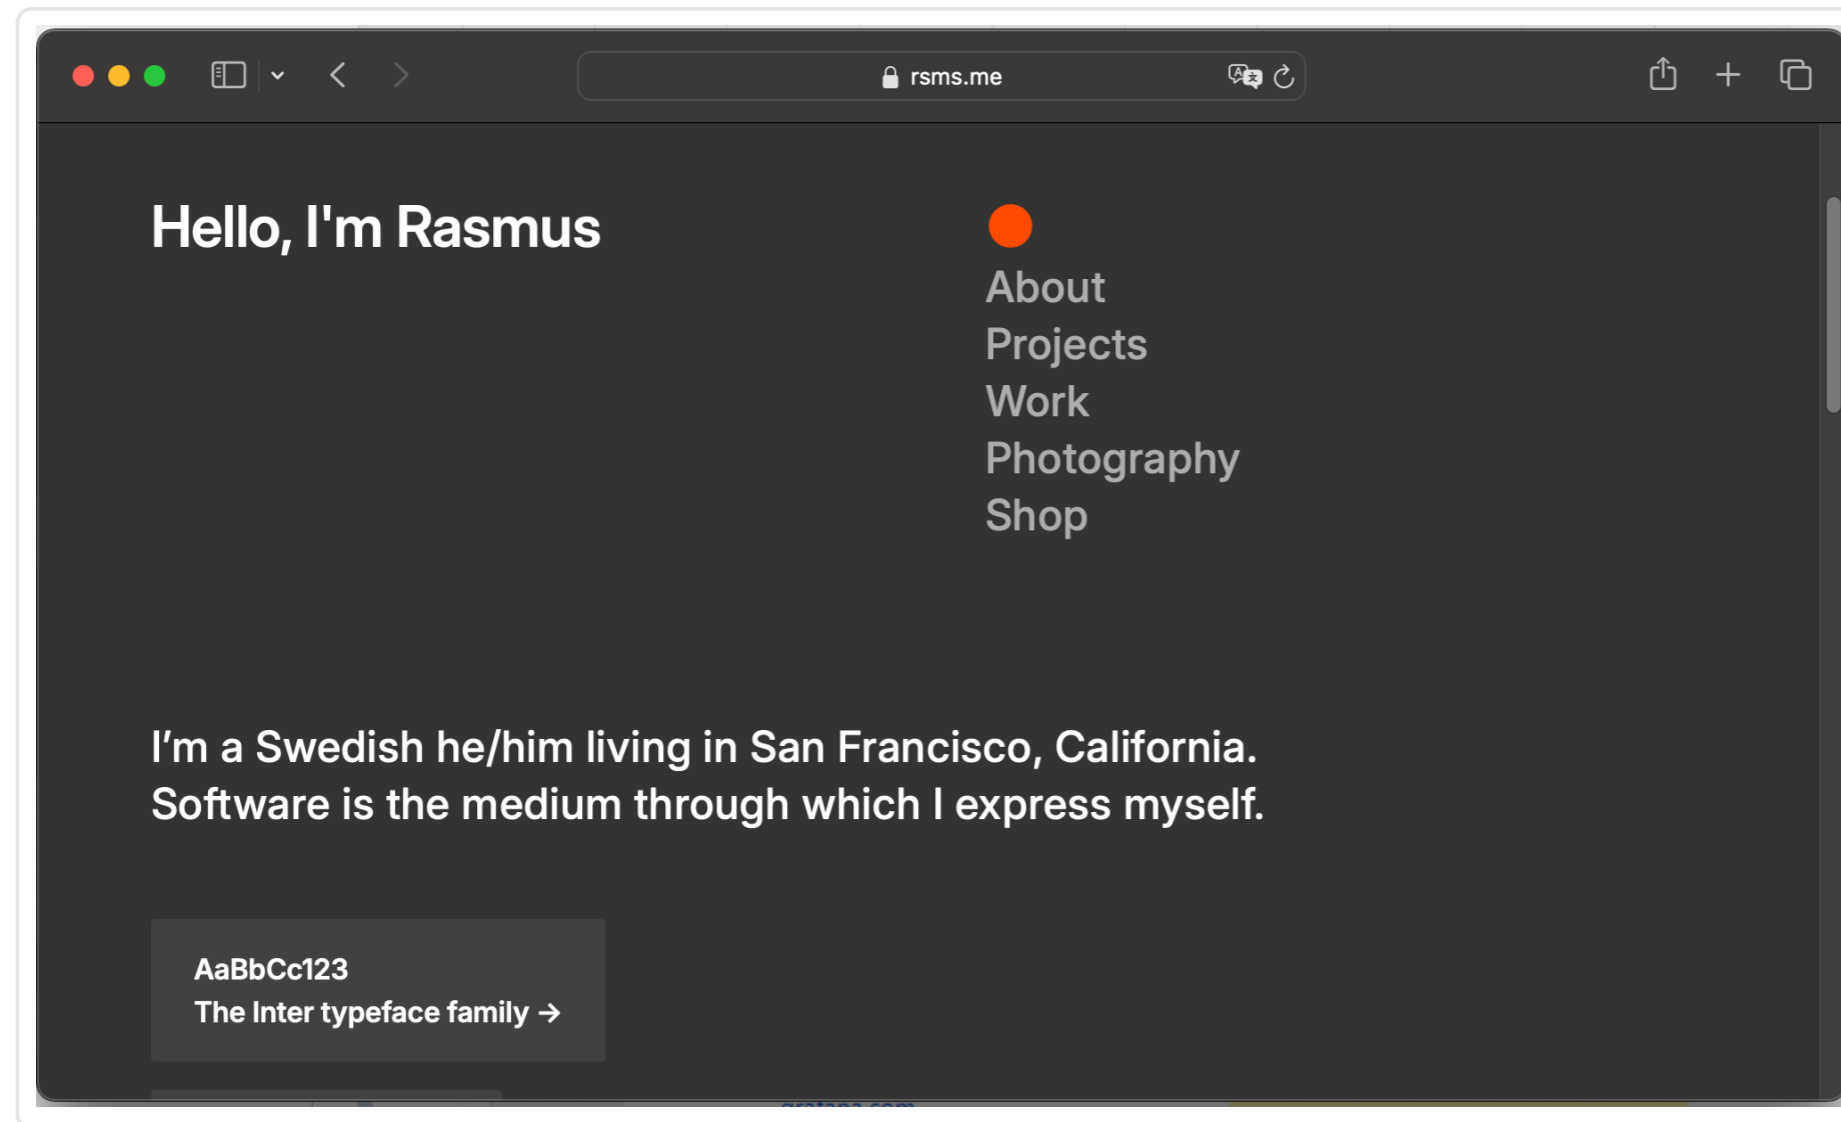 rsms.me
Hello, I'm Rasmus
About
Projects
Work
Photography
Shop
I’m a Swedish he/him living in San Francisco, California.
Software is the medium through which I express myself.
AaBbCc123
The Inter typeface family →